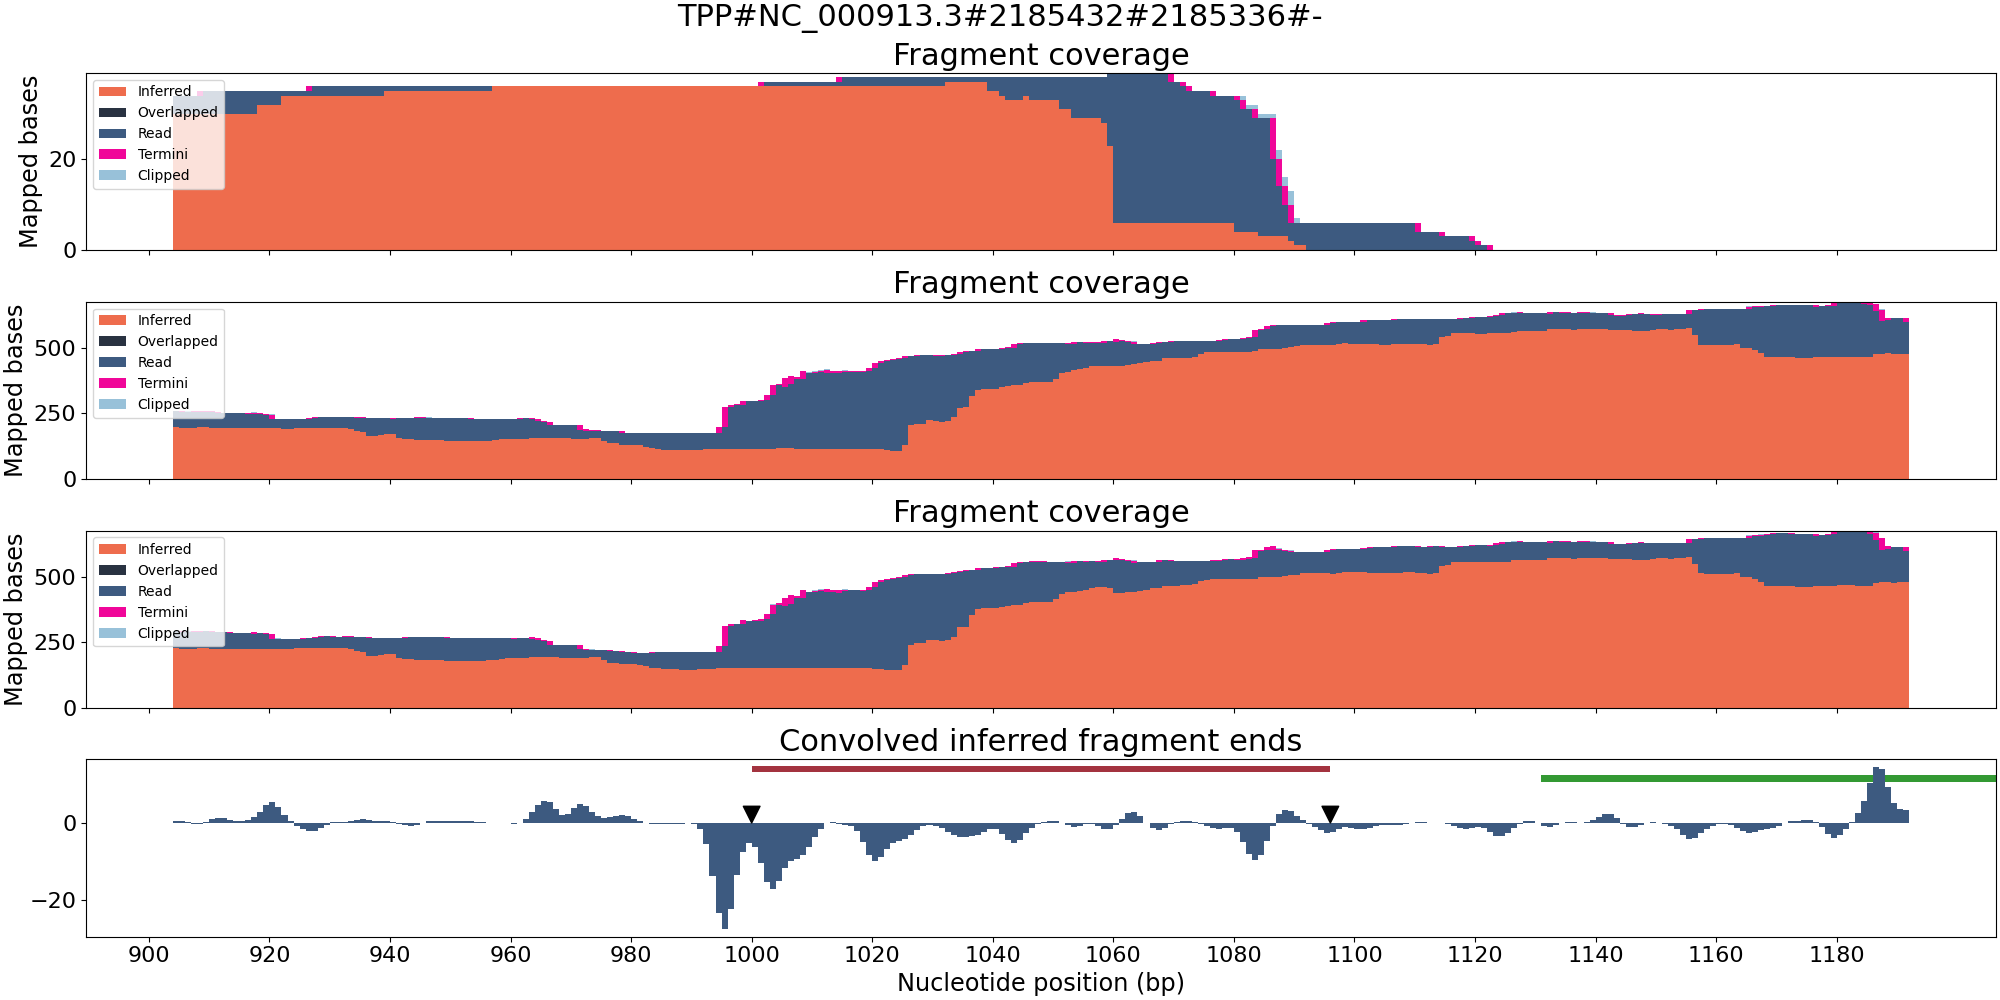 TPP#NC_000913.3#2185432#2185336#-
Fragment coverage
Mapped bases
20
0
Inferred
Overlapped
Read
Termini
Clipped
Fragment coverage
Mapped bases
500
250
0
Inferred
Overlapped
Read
Termini
Clipped
Fragment coverage
Mapped bases
500
250
0
Inferred
Overlapped
Read
Termini
Clipped
Convolved inferred fragment ends
0
−20
900 920 940 960 980 1000 1020 1040 1060 1080 1100 1120 1140 1160 1180
Nucleotide position (bp)